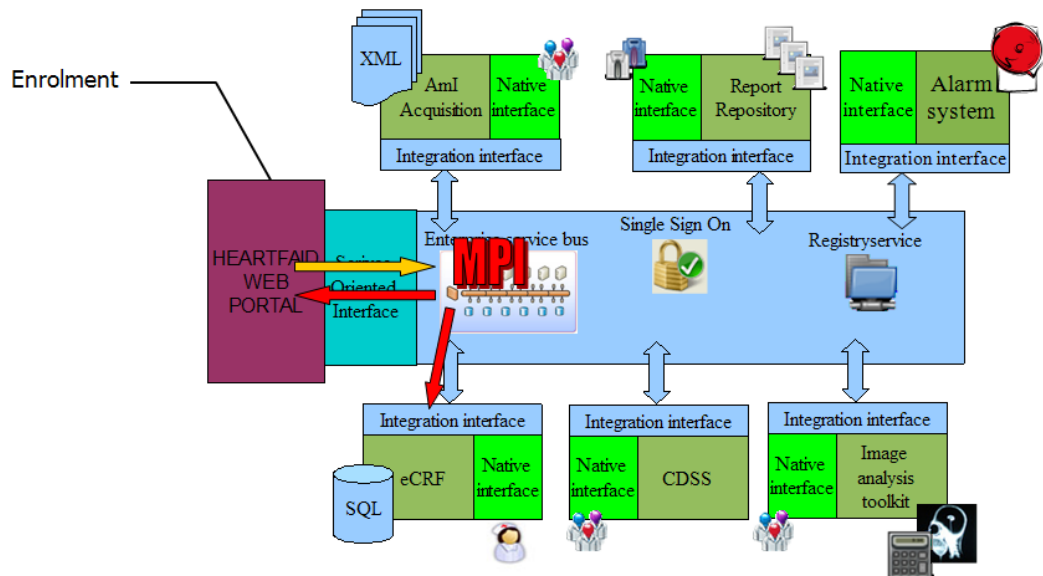 Enrolment
XML
AmI
Acquisition
Native
interface
Integration interface
Native
interface
Report
Repository
Integration interface
Native
interface
Alarm
system
Integration interface
HEARTFAID
WEB
PORTAL
Oriented
Interface
Enterprise service bus
MPI
Single Sign On
Registryservice
Integration interface
eCRF
Native
interface
SQL
Integration interface
Native
interface
CDSS
Integration interface
Native
interface
Image
analysis
toolkit